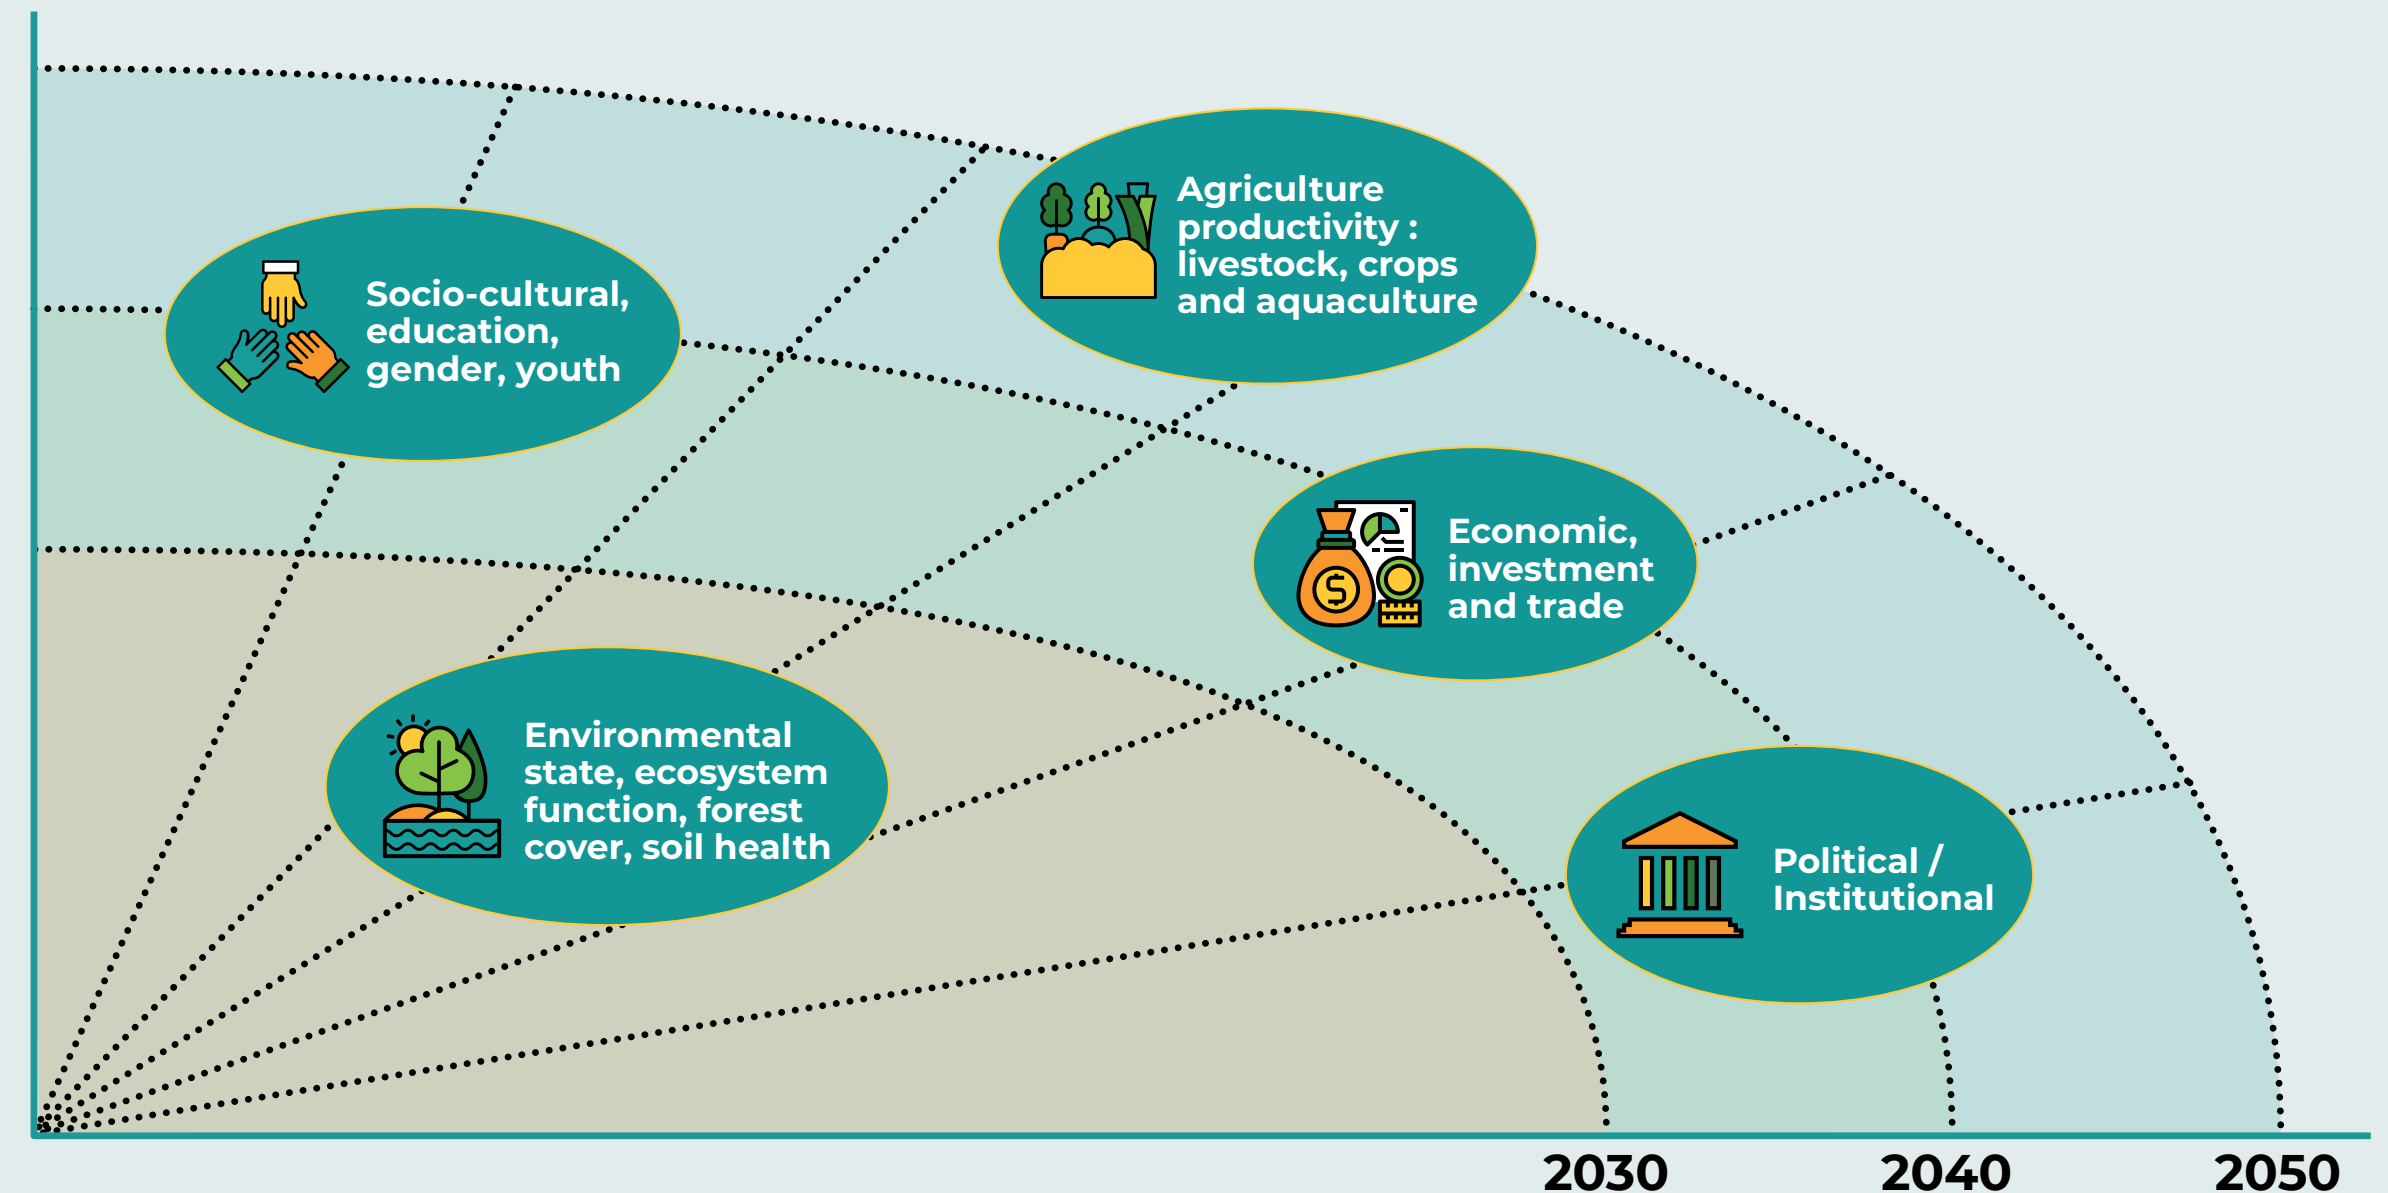 Agriculture
productivity :
livestock, crops
and aquaculture
Socio-cultural,
education,
gender, youth
Economic,
investment
and trade
$
Environmental
state, ecosystem
function, forest
cover, soil health
Political /
Institutional
2030 2040 2050